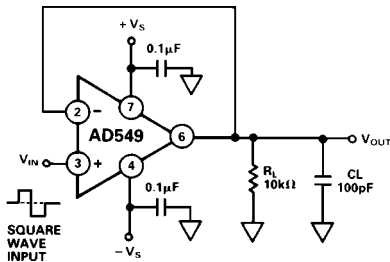 + VS
0.1µF
7
2
−
AD549
6
VOUT
VIN
3
+
4
RL
10kΩ
CL
100pF
0.1µF
SQUARE
WAVE
INPUT
− VS